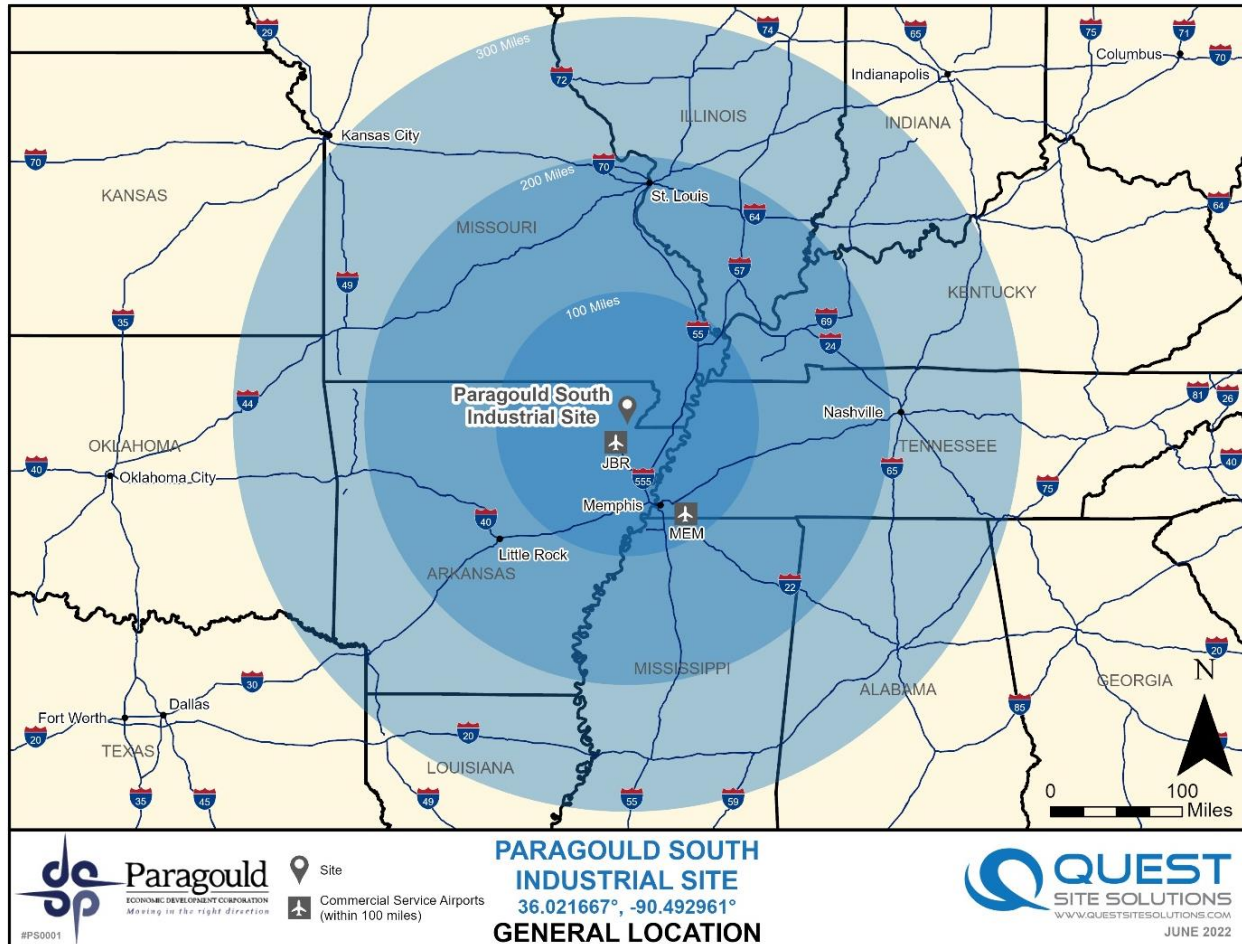 29
74
65
75
71
Columbus
70
300 Miles
72
Indianapolis
ILLINOIS
INDIANA
Kansas City
70
70
200 Miles
KANSAS
St. Louis
64
64
MISSOURI
57
49
KENTUCKY
100 Miles
35
55
69
24
Paragould South
Industrial Site
44
81
26
Nashville
OKLAHOMA
JBR
TENNESSEE
40
Oklahoma City
555
65
40
75
Memphis
MEM
40
Little Rock
ARKANSAS
22
MISSISSIPPI
20
30
ALABAMA
GEORGIA
N
85
Fort Worth
Dallas
20
TEXAS
20
LOUISIANA
35
45
49
55
59
0
100
Miles
Paragould
ECONOMIC DEVELOPMENT CORPORATION
Moving in the right direction
#PS0001
Site
Commercial Service Airports
(within 100 miles)
PARAGOULD SOUTH
INDUSTRIAL SITE
36.021667°, -90.492961°
GENERAL LOCATION
QUEST
SITE SOLUTIONS
WWW.QUESTSITESOLUTIONS.COM
JUNE 2022